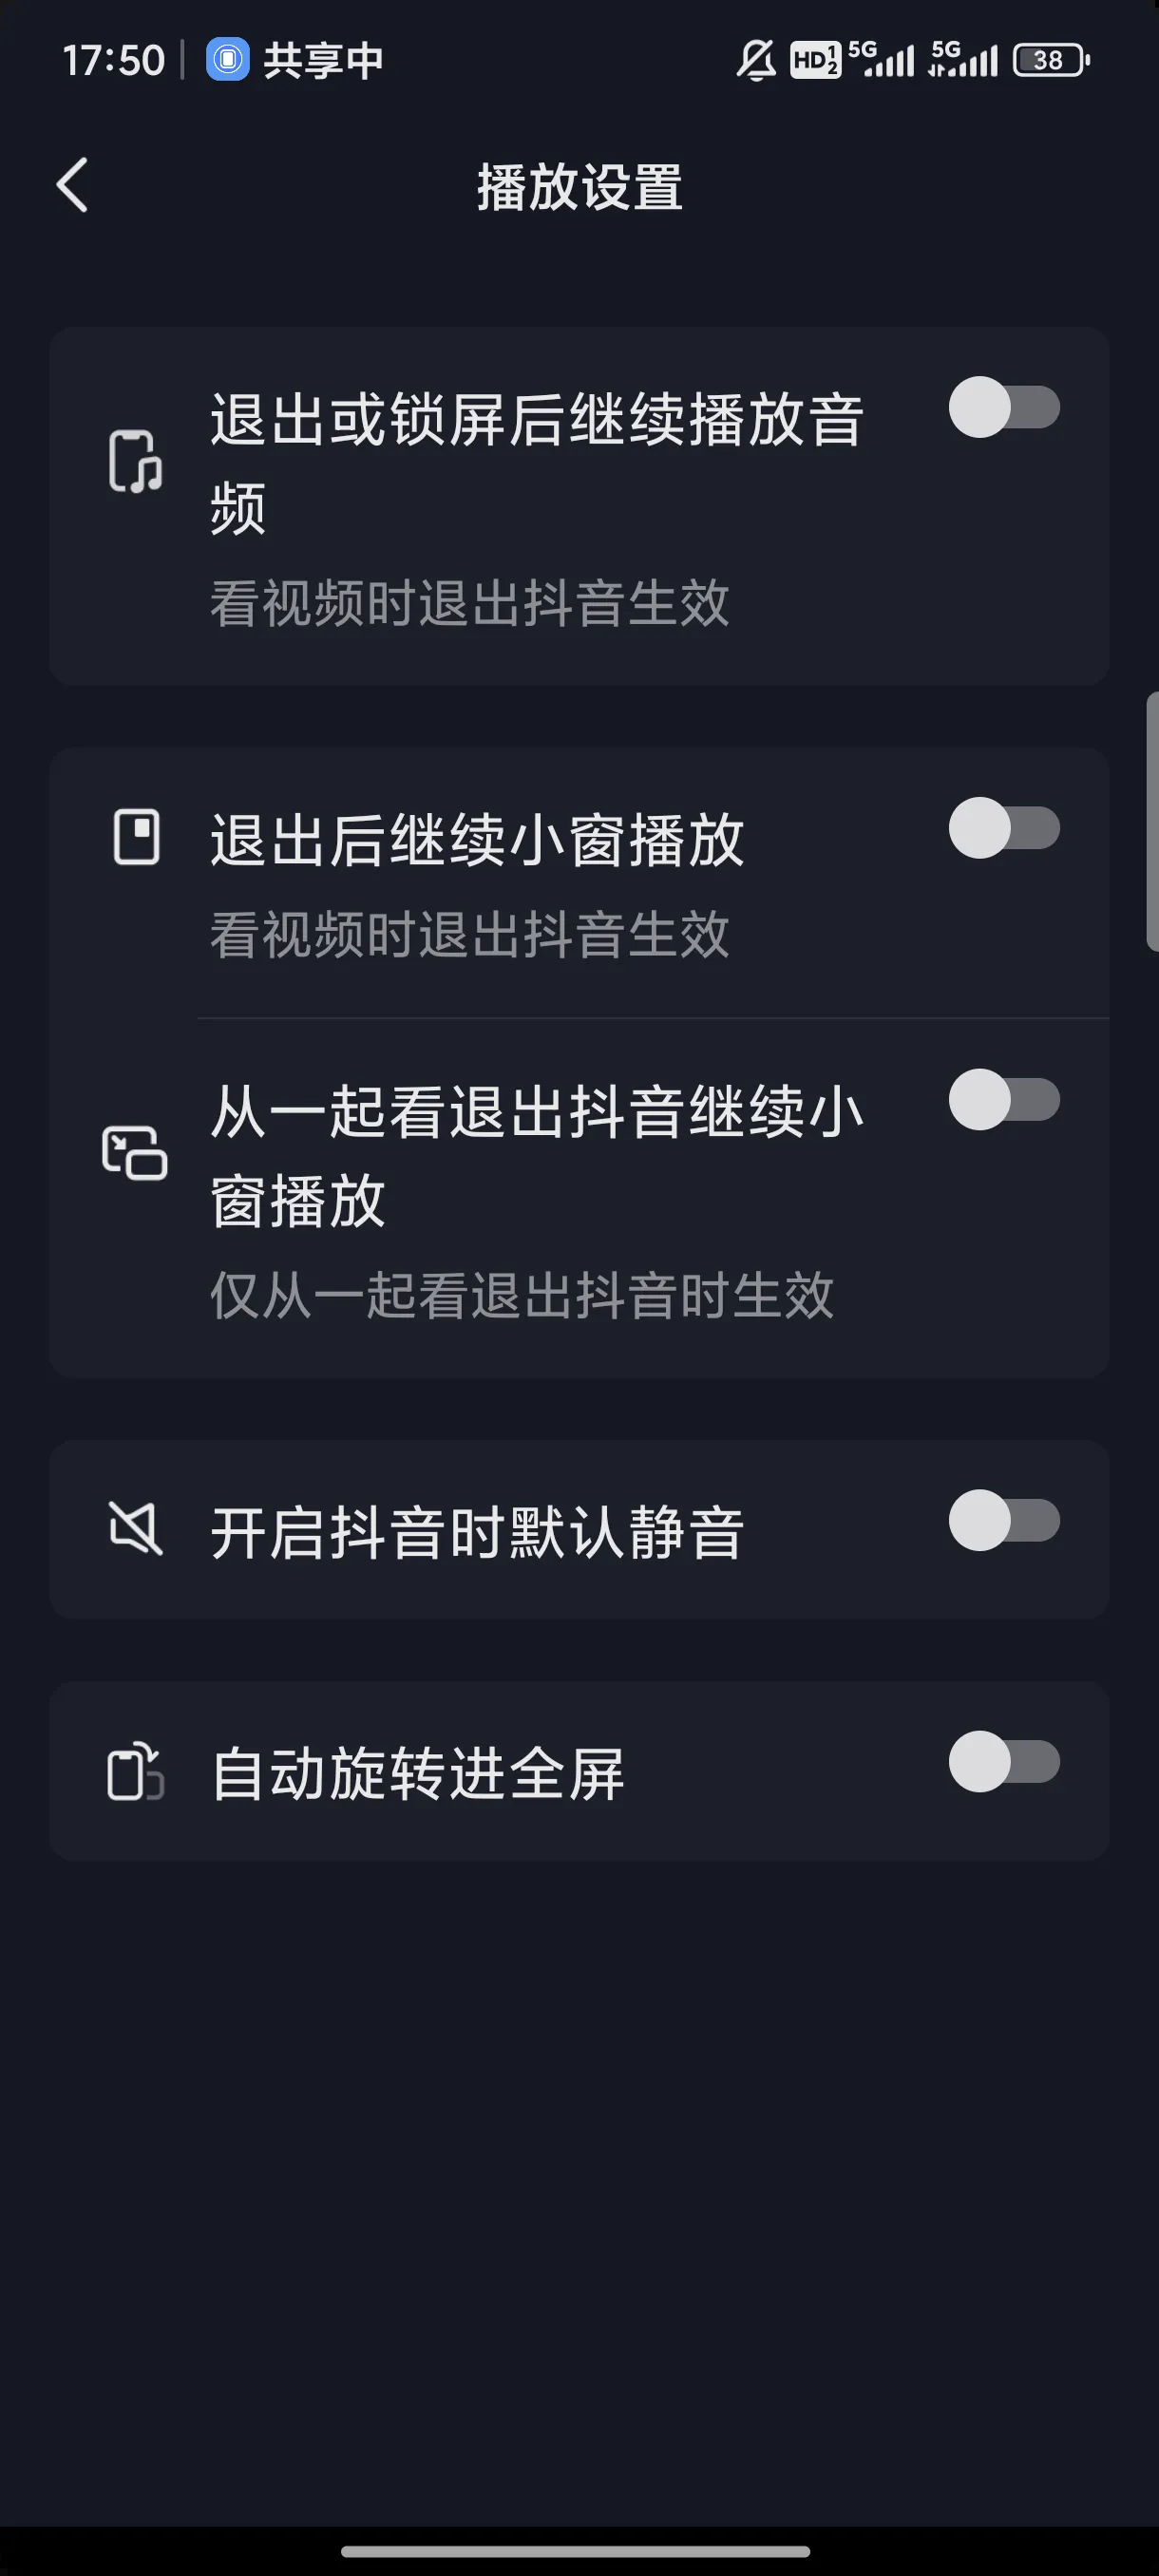 17:50 共享中 HD 1 2 5G 5G 38
播放设置
退出或锁屏后继续播放音
频
看视频时退出抖音生效
退出后继续小窗播放
看视频时退出抖音生效
从一起看退出抖音继续小
窗播放
仅从一起看退出抖音时生效
开启抖音时默认静音
自动旋转进全屏